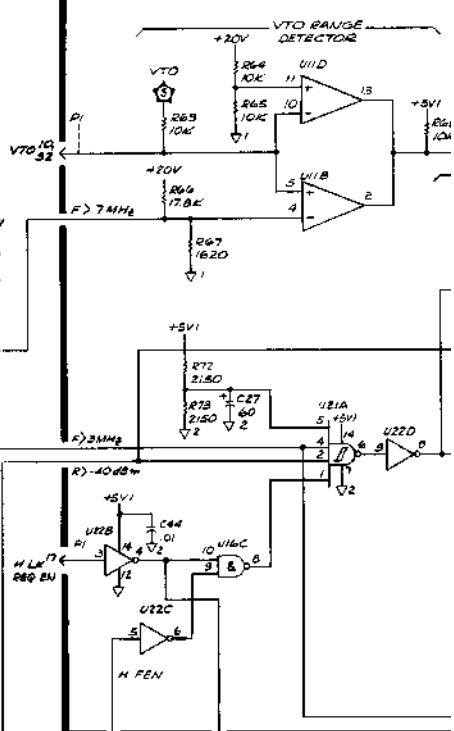 VTO RANGE
DETECTOR
+20V
R64
10K
U11D
11
+
10
-
13
VTO
5
R63
10K
R65
10K
1
+5V1
10K
P1
VTO 10,
32
+20V
R66
17.8K
U11B
5
+
4
-
2
F>7MHz
R67
1620
1
+5V1
R72
2150
R73
2150
2
+
C27
60
2
U21A
+5V1
14
5
4
2
1
6
7
2
U22D
9
8
F>3MHz
R>-40dBm
+5V1
C44
.01
2
P1
17
H LK
REQ EN
U22B
3
14
4
12
U16C
10
9
&
8
U22C
5
6
H FEN